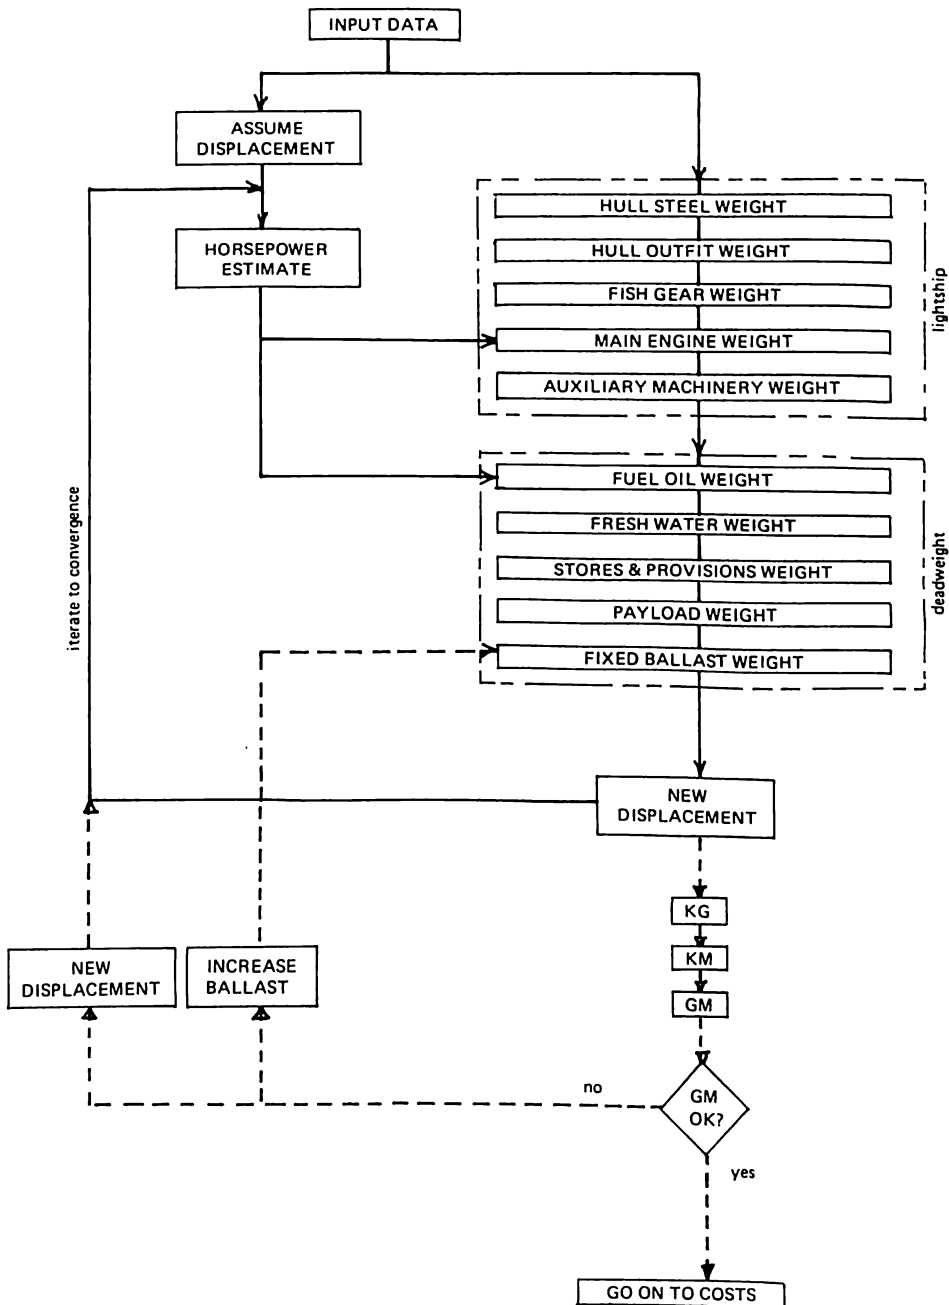 INPUT DATA
ASSUME
DISPLACEMENT
HORSEPOWER
ESTIMATE
HULL STEEL WEIGHT
HULL OUTFIT WEIGHT
FISH GEAR WEIGHT
MAIN ENGINE WEIGHT
AUXILIARY MACHINERY WEIGHT
lightship
FUEL OIL WEIGHT
FRESH WATER WEIGHT
STORES & PROVISIONS WEIGHT
PAYLOAD WEIGHT
FIXED BALLAST WEIGHT
deadweight
iterate to convergence
NEW
DISPLACEMENT
KG
KM
GM
NEW
DISPLACEMENT
INCREASE
BALLAST
no
GM
OK?
yes
GO ON TO COSTS